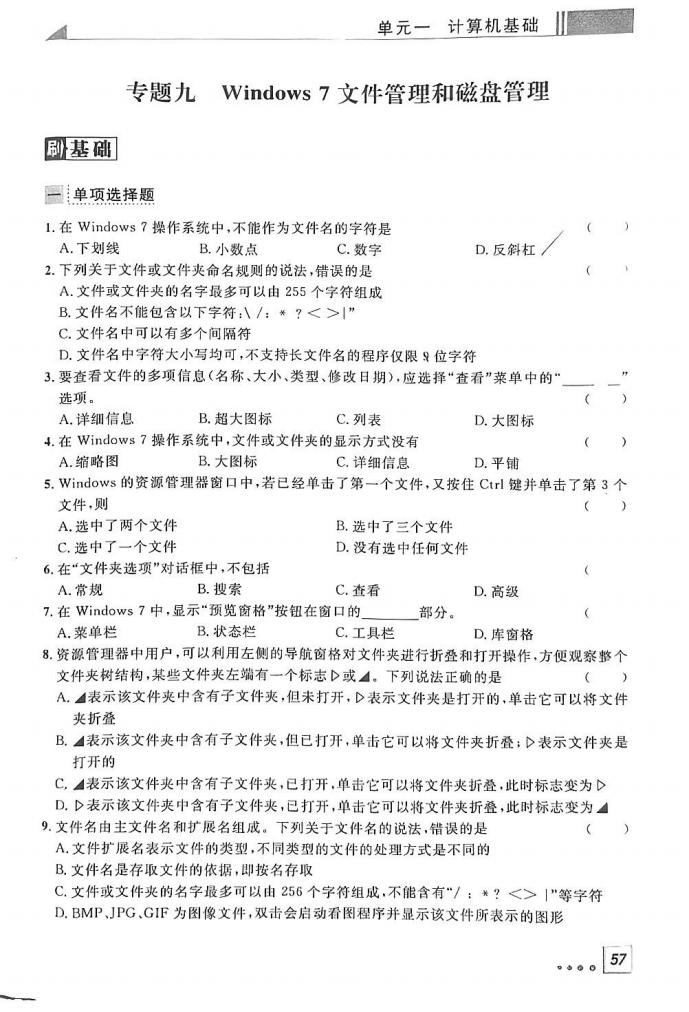 单元一 计算机基础
专题九 Windows 7 文件管理和磁盘管理
刷基础
一 单项选择题
1. 在 Windows 7 操作系统中,不能作为文件名的字符是 ( )
A. 下划线 B. 小数点 C. 数字 D. 反斜杠
2. 下列关于文件或文件夹命名规则的说法,错误的是 ( )
A. 文件或文件夹的名字最多可以由 255 个字符组成
B. 文件名不能包含以下字符:\ / : * ? < > | ”
C. 文件名中可以有多个间隔符
D. 文件名中字符大小写均可,不支持长文件名的程序仅限 8 位字符
3. 要查看文件的多项信息(名称、大小、类型、修改日期),应选择“查看”菜单中的“____ __”
选项。 ( )
A. 详细信息 B. 超大图标 C. 列表 D. 大图标
4. 在 Windows 7 操作系统中,文件或文件夹的显示方式没有 ( )
A. 缩略图 B. 大图标 C. 详细信息 D. 平铺
5. Windows 的资源管理器窗口中,若已经单击了第一个文件,又按住 Ctrl 键并单击了第 3 个
文件,则 ( )
A. 选中了两个文件 B. 选中了三个文件
C. 选中了一个文件 D. 没有选中任何文件
6. 在“文件夹选项”对话框中,不包括 (
A. 常规 B. 搜索 C. 查看 D. 高级
7. 在 Windows 7 中,显示“预览窗格”按钮在窗口的______部分。 (
A. 菜单栏 B. 状态栏 C. 工具栏 D. 库窗格
8. 资源管理器中用户,可以利用左侧的导航窗格对文件夹进行折叠和打开操作,方便观察整个
文件夹树结构,某些文件夹左端有一个标志▷或◢。下列说法正确的是 ( )
A. ◢表示该文件夹中含有子文件夹,但未打开,▷表示文件夹是打开的,单击它可以将文件
夹折叠
B. ◢表示该文件夹中含有子文件夹,但已打开,单击它可以将文件夹折叠;▷表示文件夹是
打开的
C. ◢表示该文件夹中含有子文件夹,已打开,单击它可以将文件夹折叠,此时标志变为▷
D. ▷表示该文件夹中含有子文件夹,已打开,单击它可以将文件夹折叠,此时标志变为◢
9. 文件名由主文件名和扩展名组成。下列关于文件名的说法,错误的是 ( )
A. 文件扩展名表示文件的类型,不同类型的文件的处理方式是不同的
B. 文件名是存取文件的依据,即按名存取
C. 文件或文件夹的名字最多可以由 256 个字符组成,不能含有“/ : * ? <> |”等字符
D. BMP、JPG、GIF 为图像文件,双击会启动看图程序并显示该文件所表示的图形
57